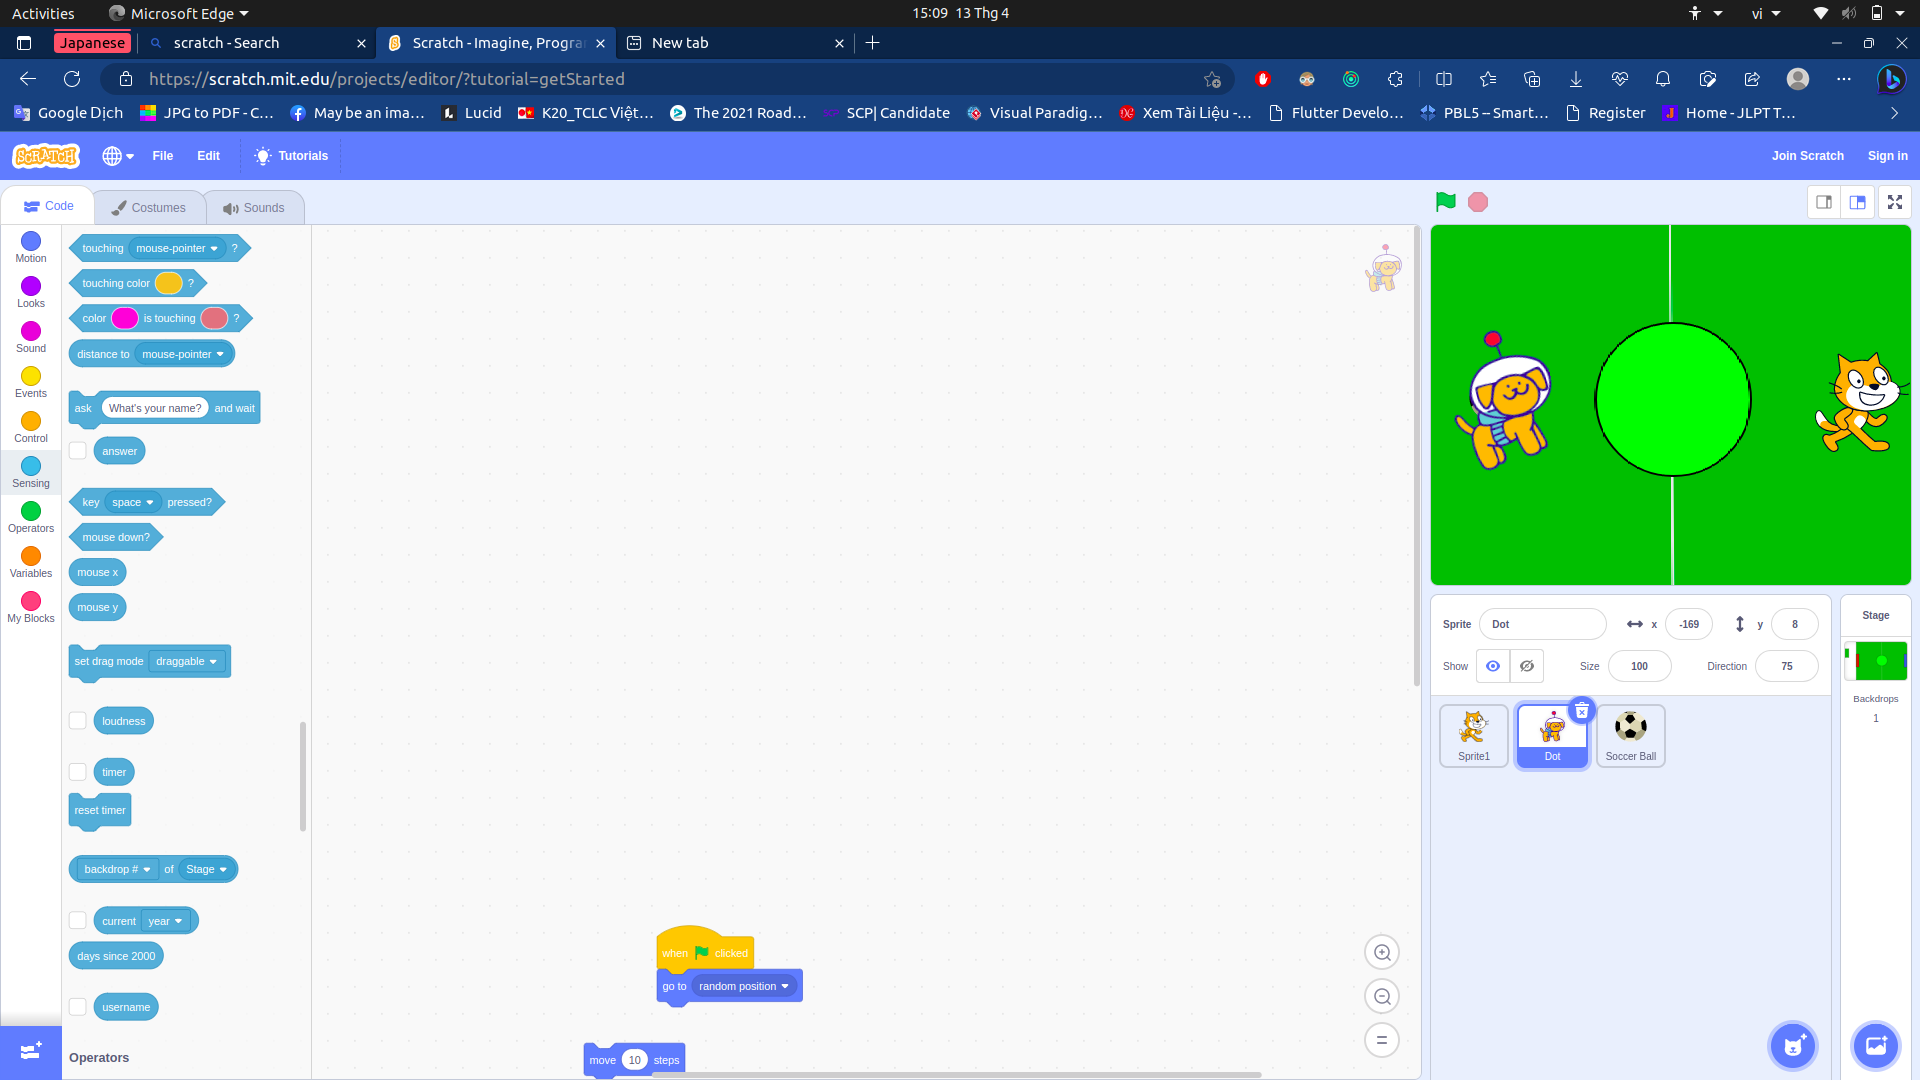 Activities Microsoft Edge 15:09 13 Thg 4 vi
Japanese scratch - Search Scratch - Imagine, Progra New tab
https://scratch.mit.edu/projects/editor/?tutorial=getStarted
Google Dịch JPG to PDF - C... May be an ima... Lucid K20_TCLC Việt... The 2021 Road... SCP| Candidate Visual Paradig... Xem Tài Liệu -... Flutter Develo... PBL5 – Smart... Register Home - JLPT T...
SCRATCH File Edit Tutorials Join Scratch Sign in
Code Costumes Sounds
Motion
Looks
Sound
Events
Control
Sensing
Operators
Variables
My Blocks
touching mouse-pointer ?
touching color ?
color is touching ?
distance to mouse-pointer
ask What's your name? and wait
answer
key space pressed?
mouse down?
mouse x
mouse y
set drag mode draggable
loudness
timer
reset timer
backdrop # of Stage
current year
days since 2000
username
Operators
when clicked
go to random position
move 10 steps
Sprite Dot x -169 y 8
Show Size 100 Direction 75
Sprite1 Dot Soccer Ball
Stage
Backdrops
1